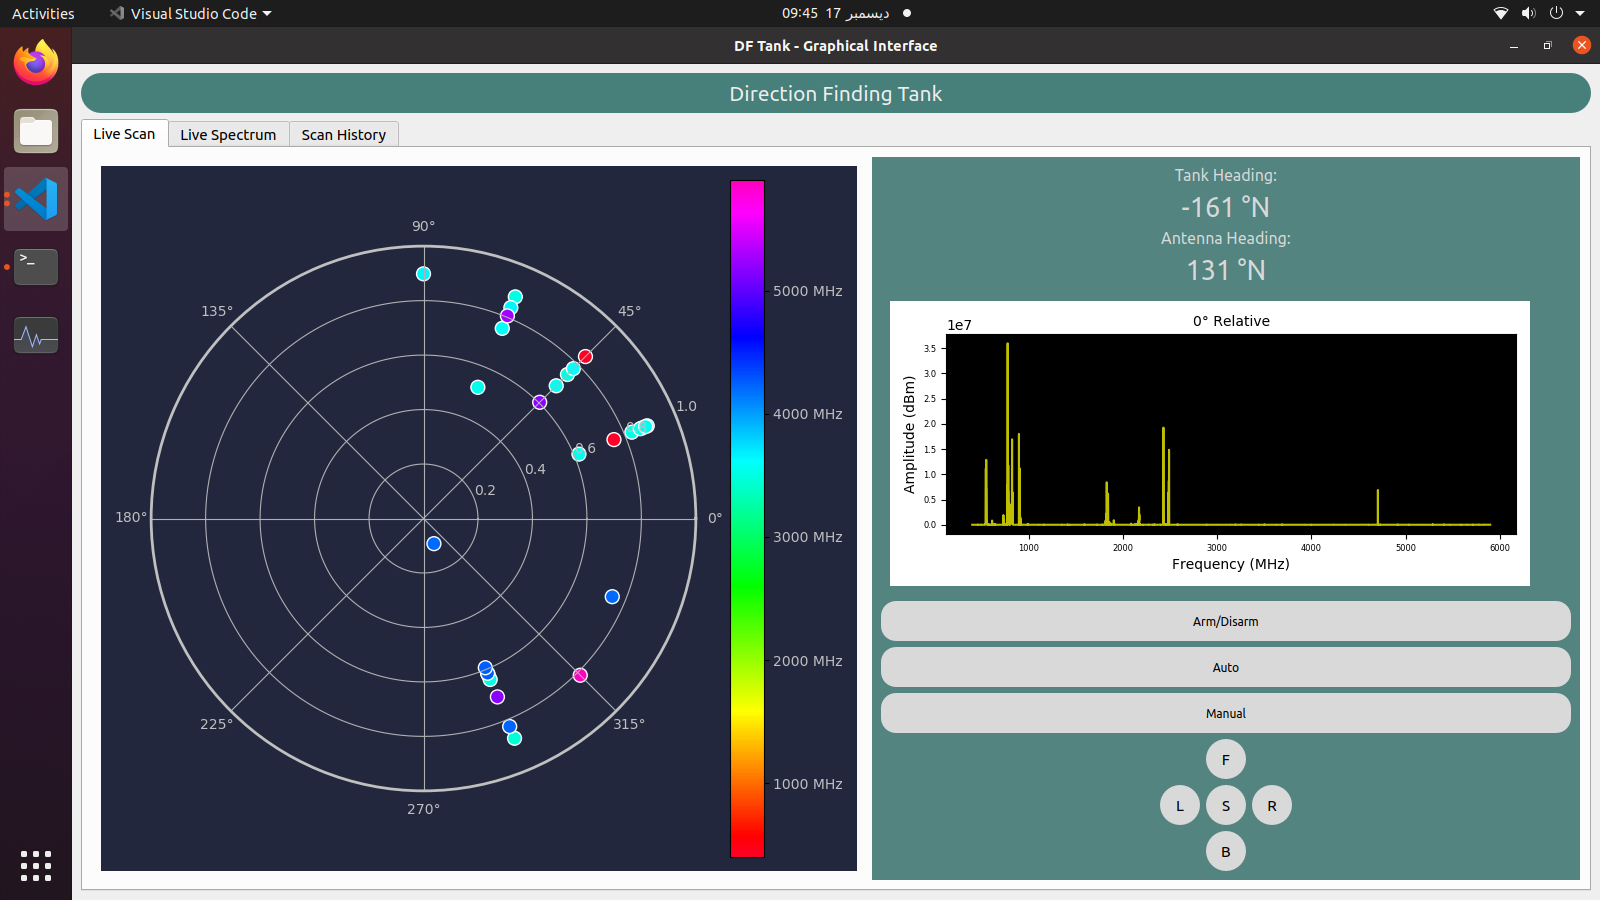 Activities
Visual Studio Code
09:45 17 ديسمبر
DF Tank - Graphical Interface
Direction Finding Tank
Live Scan
Live Spectrum
Scan History
90°
135°
45°
180°
0°
225°
315°
270°
1.0
0.6
0.4
0.2
5000 MHz
4000 MHz
3000 MHz
2000 MHz
1000 MHz
Tank Heading:
-161 °N
Antenna Heading:
131 °N
1e7
0° Relative
Amplitude (dBm)
3.5
3.0
2.5
2.0
1.5
1.0
0.5
0.0
1000
2000
3000
4000
5000
6000
Frequency (MHz)
Arm/Disarm
Auto
Manual
F
L
S
R
B